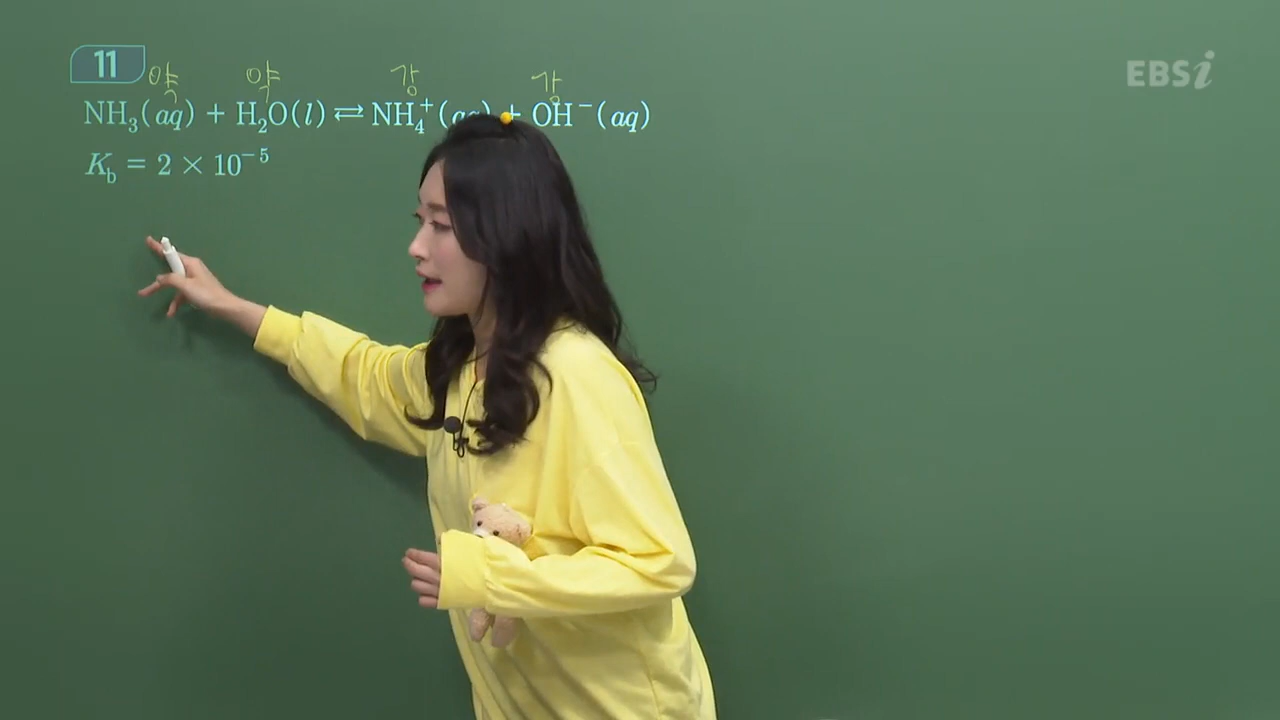 11
EBSi
약 약 강 강
NH₃(aq) + H₂O(l) ⇌ NH₄⁺(aq) + OH⁻(aq)
K_b = 2 × 10⁻⁵